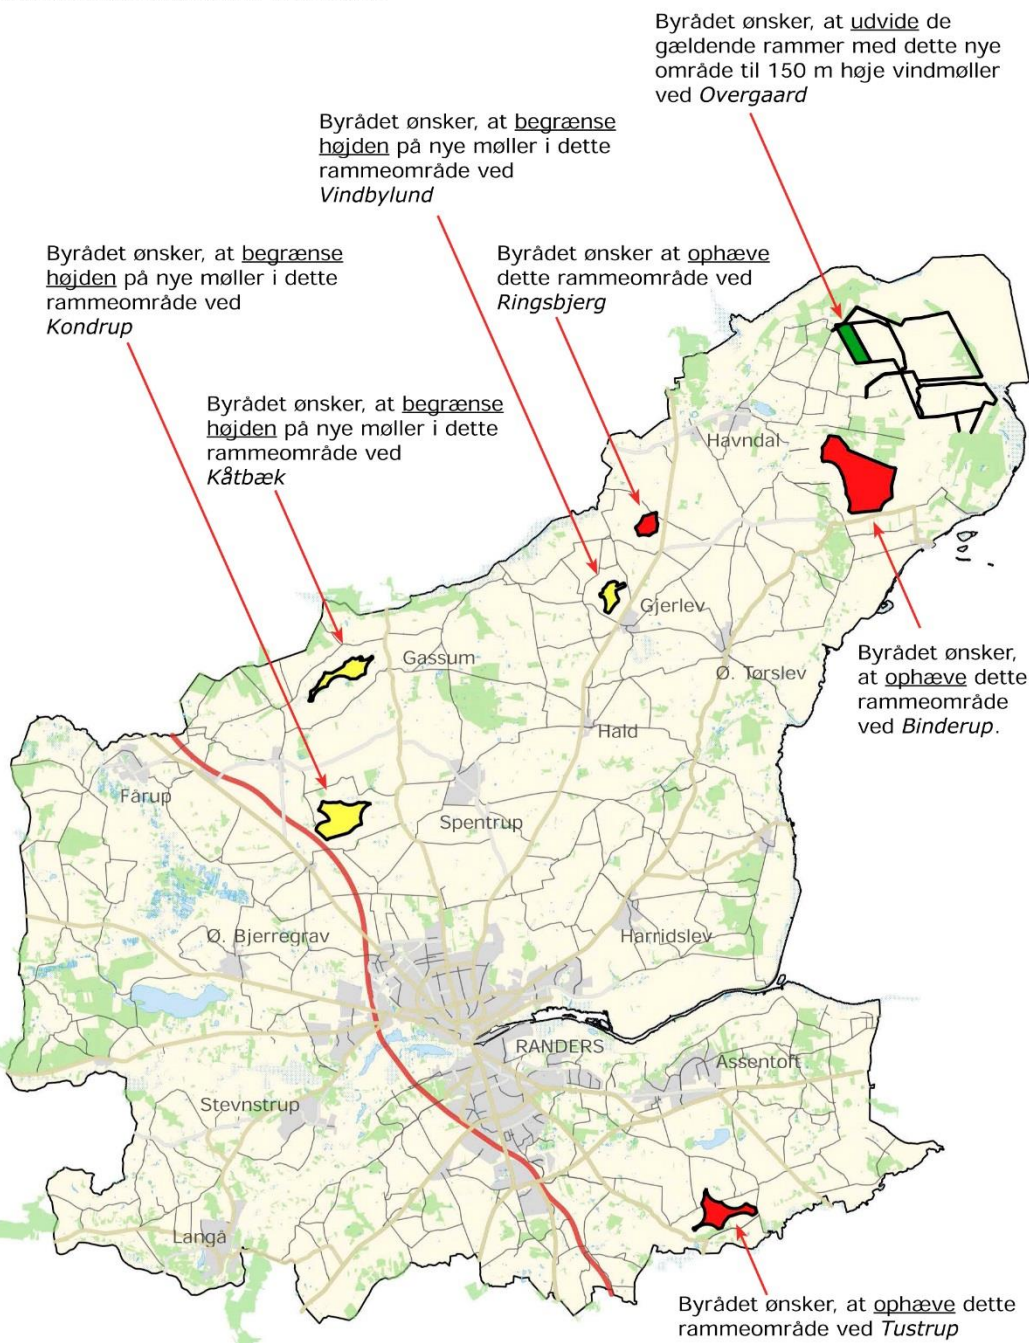 Byrådet ønsker, at udvide de
gældende rammer med dette nye
område til 150 m høje vindmøller
ved Overgaard
Byrådet ønsker, at begrænse
højden på nye møller i dette
rammeområde ved
Vindbylund
Byrådet ønsker, at begrænse
højden på nye møller i dette
rammeområde ved
Kondrup
Byrådet ønsker at ophæve
dette rammeområde ved
Ringsbjerg
Byrådet ønsker, at begrænse
højden på nye møller i dette
rammeområde ved
Kåtbæk
Havndal
Gjerlev
Gassum
Ø. Tørslev
Byrådet ønsker,
at ophæve dette
rammeområde
ved Binderup.
Hald
Fårup
Spentrup
Ø. Bjerregrav
Harridslev
RANDERS
Assentoft
Stevnstrup
Langå
Byrådet ønsker, at ophæve dette
rammeområde ved Tustrup